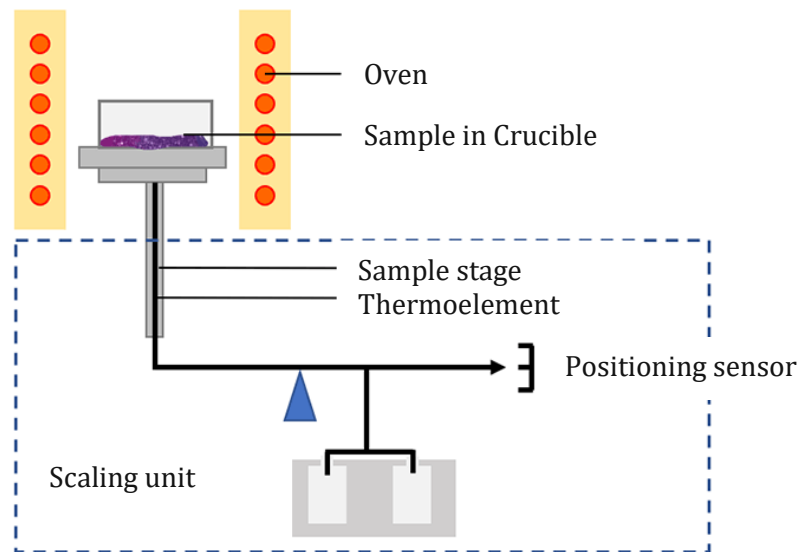 Oven
Sample in Crucible
Sample stage
Thermoelement
Positioning sensor
Scaling unit